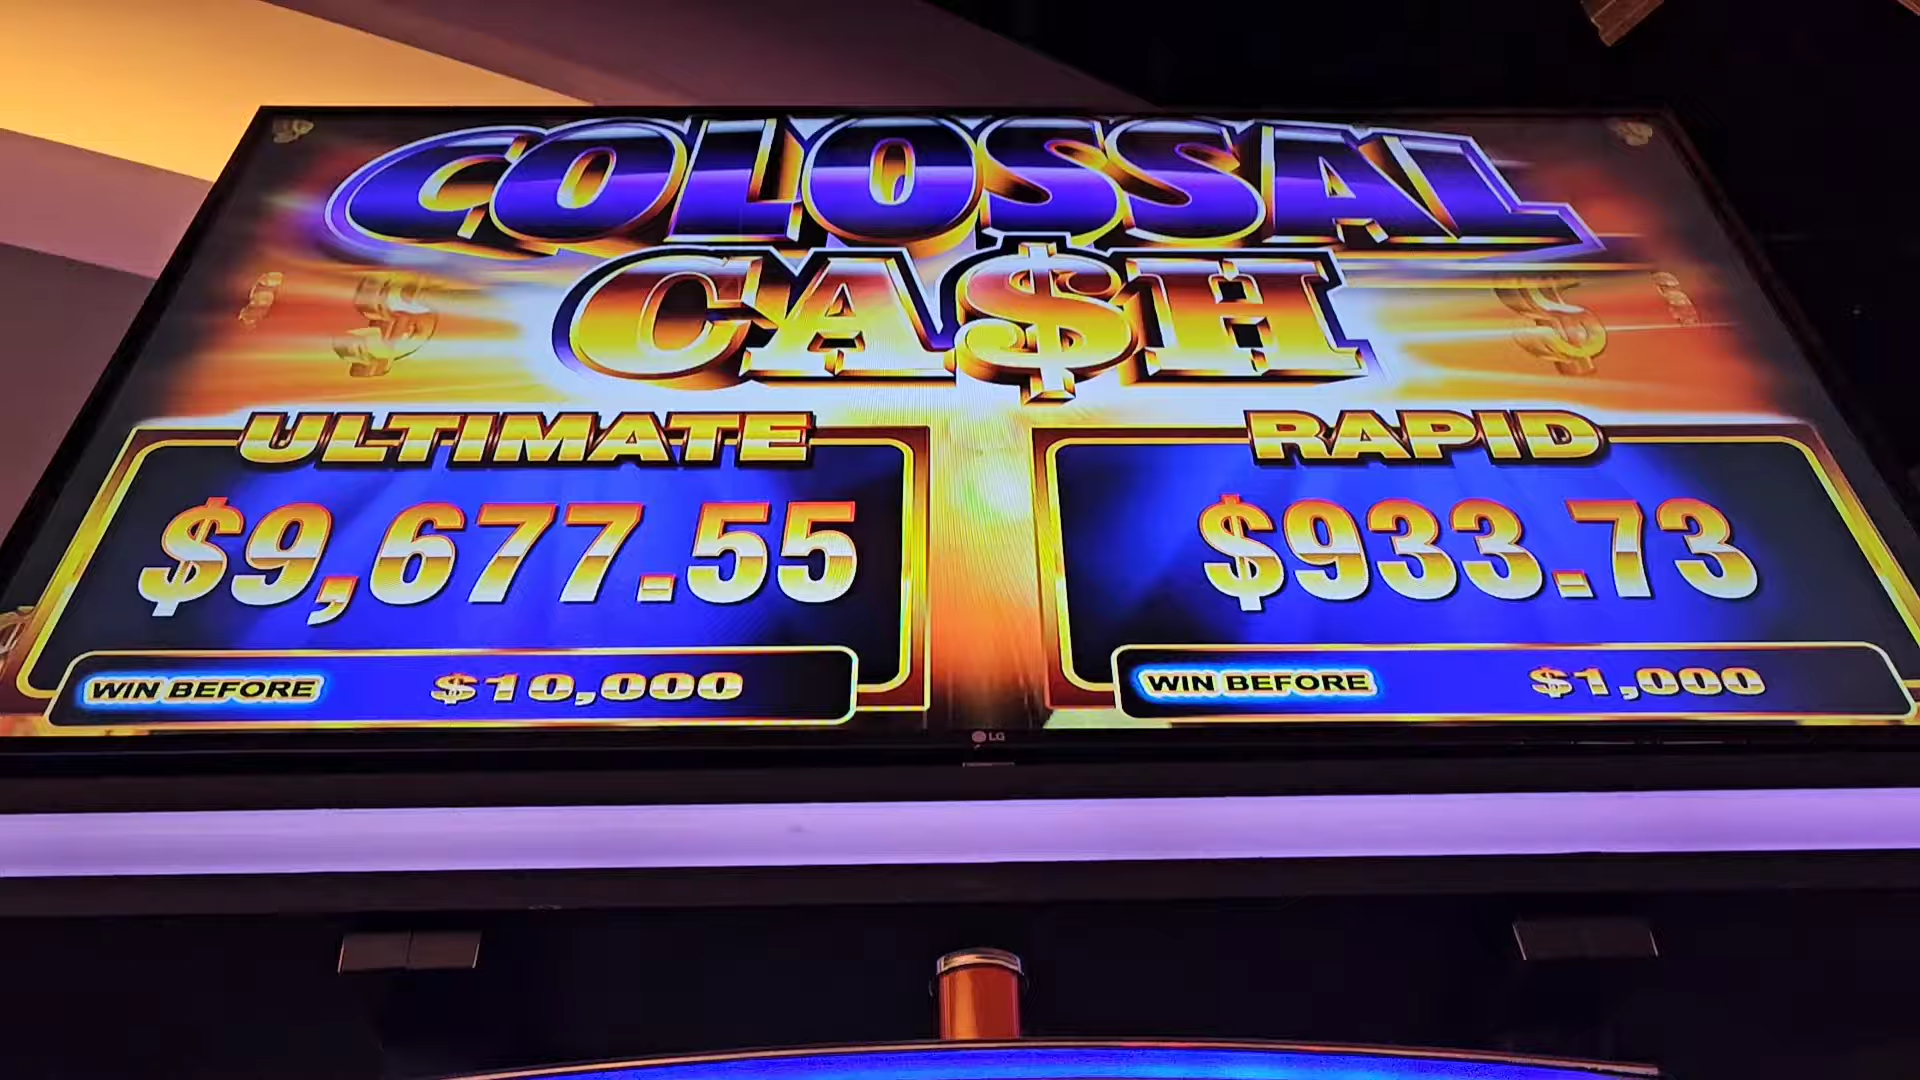 COLOSSAL
CA$H
ULTIMATE
$9,677.55
WIN BEFORE $10,000
RAPID
$933.73
WIN BEFORE $1,000
LG